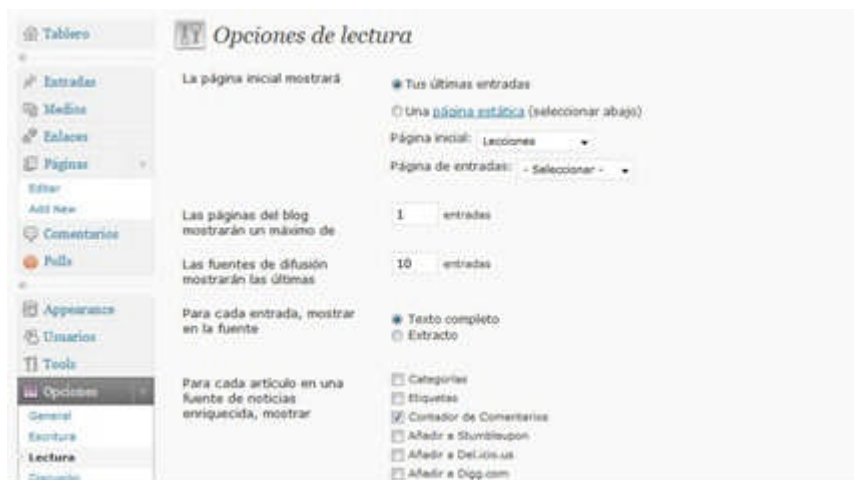 Tablero
Entradas
Medios
Enlaces
Páginas
Editar
Add New
Comentarios
Polls
Appearance
Usuarios
Tools
Opciones
General
Escritura
Lectura
Opciones de lectura
La página inicial mostrará
Tus últimas entradas
Una página estática (seleccionar abajo)
Página inicial: Lecciones
Página de entradas: - Seleccionar -
Las páginas del blog
mostrarán un máximo de
1 entradas
Las fuentes de difusión
mostrarán las últimas
10 entradas
Para cada entrada, mostrar
en la fuente
Texto completo
Extracto
Para cada artículo en una
fuente de noticias
enriquecida, mostrar
Categorías
Etiquetas
Contador de Comentarios
Añadir a Stumbleupon
Añadir a Del.icio.us
Añadir a Digg.com